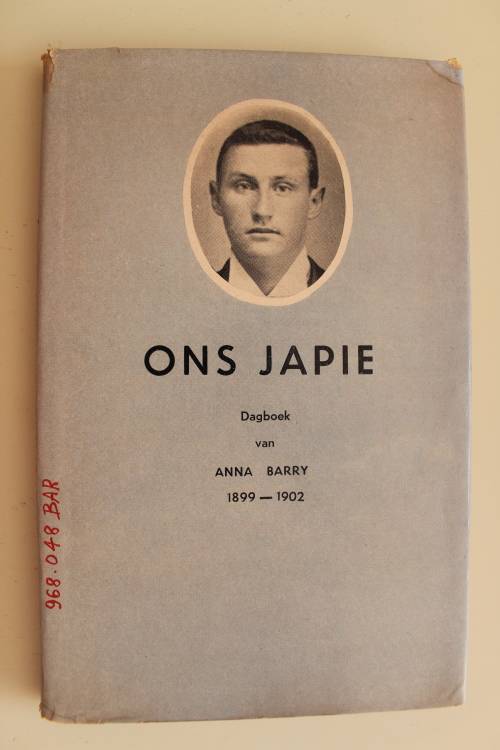 ONS JAPIE
Dagboek
van
ANNA BARRY
1899 — 1902
968.048 BAR